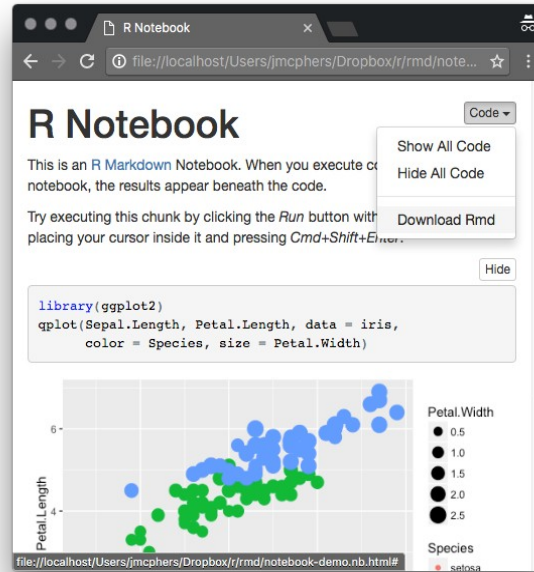 R Notebook
file://localhost/Users/jmcphers/Dropbox/r/rmd/note...
R Notebook
Code
Show All Code
Hide All Code
Download Rmd
This is an R Markdown Notebook. When you execute
notebook, the results appear beneath the code.
Try executing this chunk by clicking the Run button
placing your cursor inside it and pressing Cmd+Shift+Enter.
Hide
library(ggplot2)
qplot(Sepal.Length, Petal.Length, data = iris,
color = Species, size = Petal.Width)
6
4
Petal.Length
Petal.Width
0.5
1.0
1.5
2.0
2.5
Species
setosa
file://localhost/Users/jmcphers/Dropbox/r/rmd/notebook-demo.nb.html#